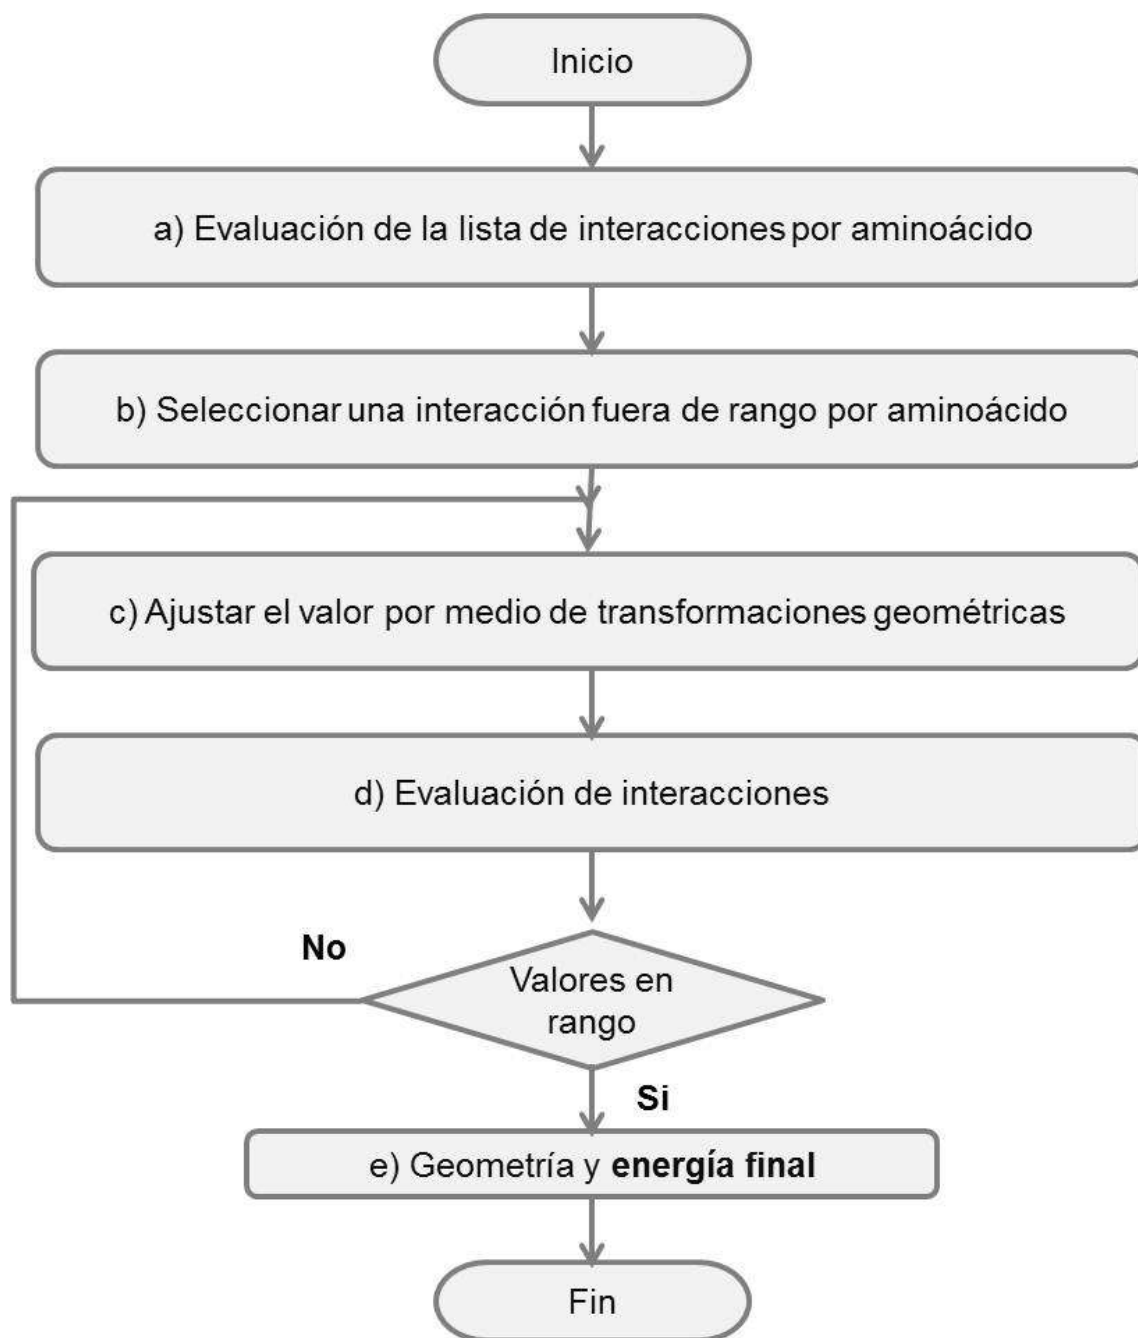 Inicio
a) Evaluación de la lista de interacciones por aminoácido
b) Seleccionar una interacción fuera de rango por aminoácido
c) Ajustar el valor por medio de transformaciones geométricas
d) Evaluación de interacciones
No
Valores en
rango
Si
e) Geometría y energía final
Fin